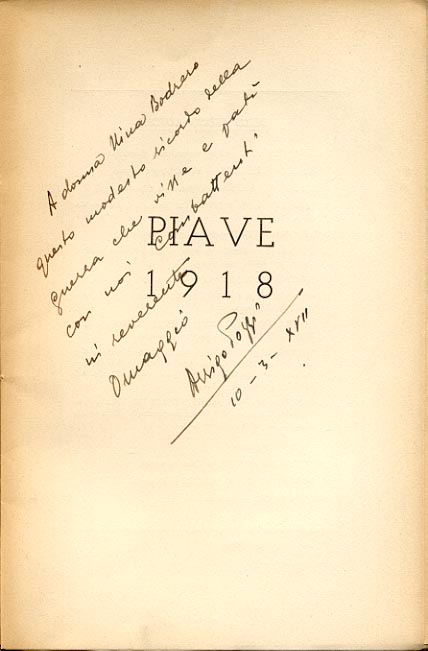 A donna Nina Bodrero
questo modesto ricordo della
guerra che visse e patì
con noi combattenti
in reverente
Omaggio
Arrigo Pozzi
10-3-XVII
PIAVE
1918